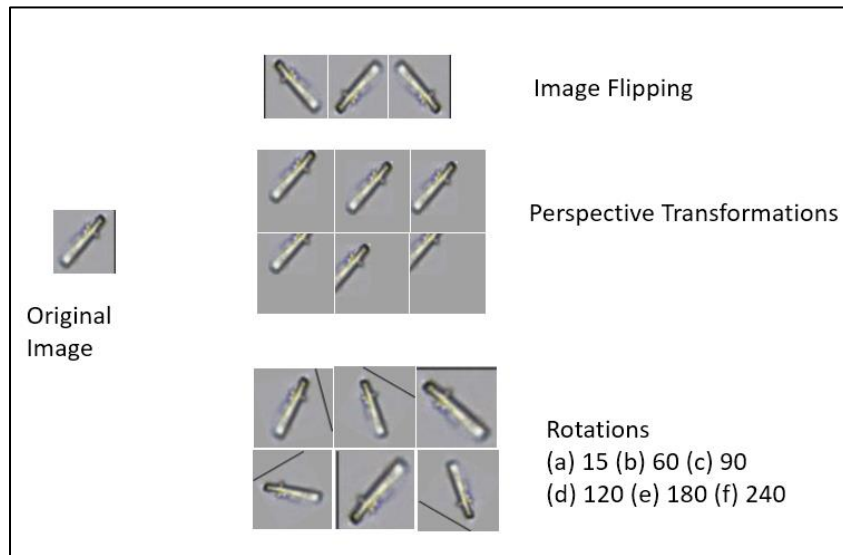 Image Flipping
Perspective Transformations
Original
Image
Rotations
(a) 15 (b) 60 (c) 90
(d) 120 (e) 180 (f) 240